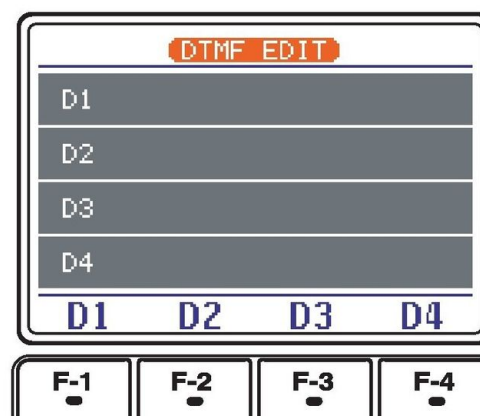 DTMF EDIT
D1
D2
D3
D4
D1 D2 D3 D4
F-1 F-2 F-3 F-4